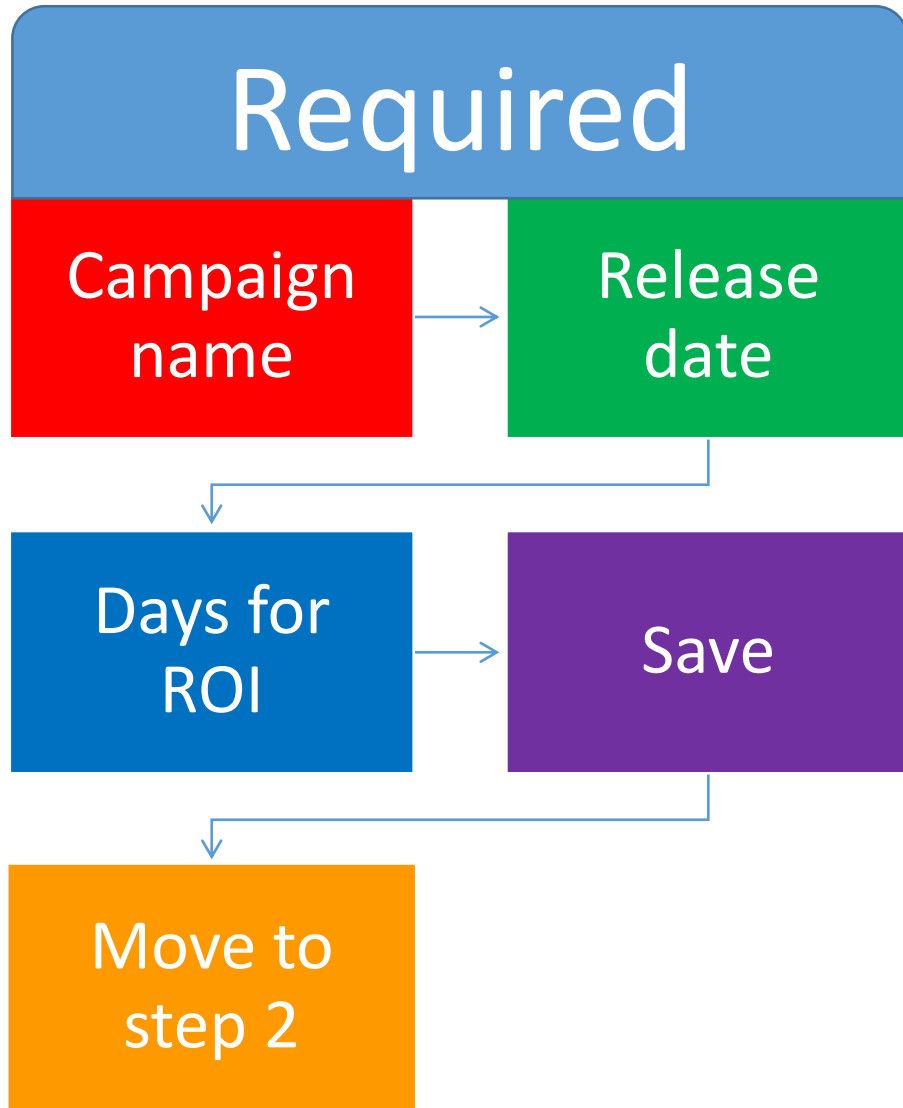 Required
Campaign
name
Release
date
Days for
ROI
Save
Move to
step 2